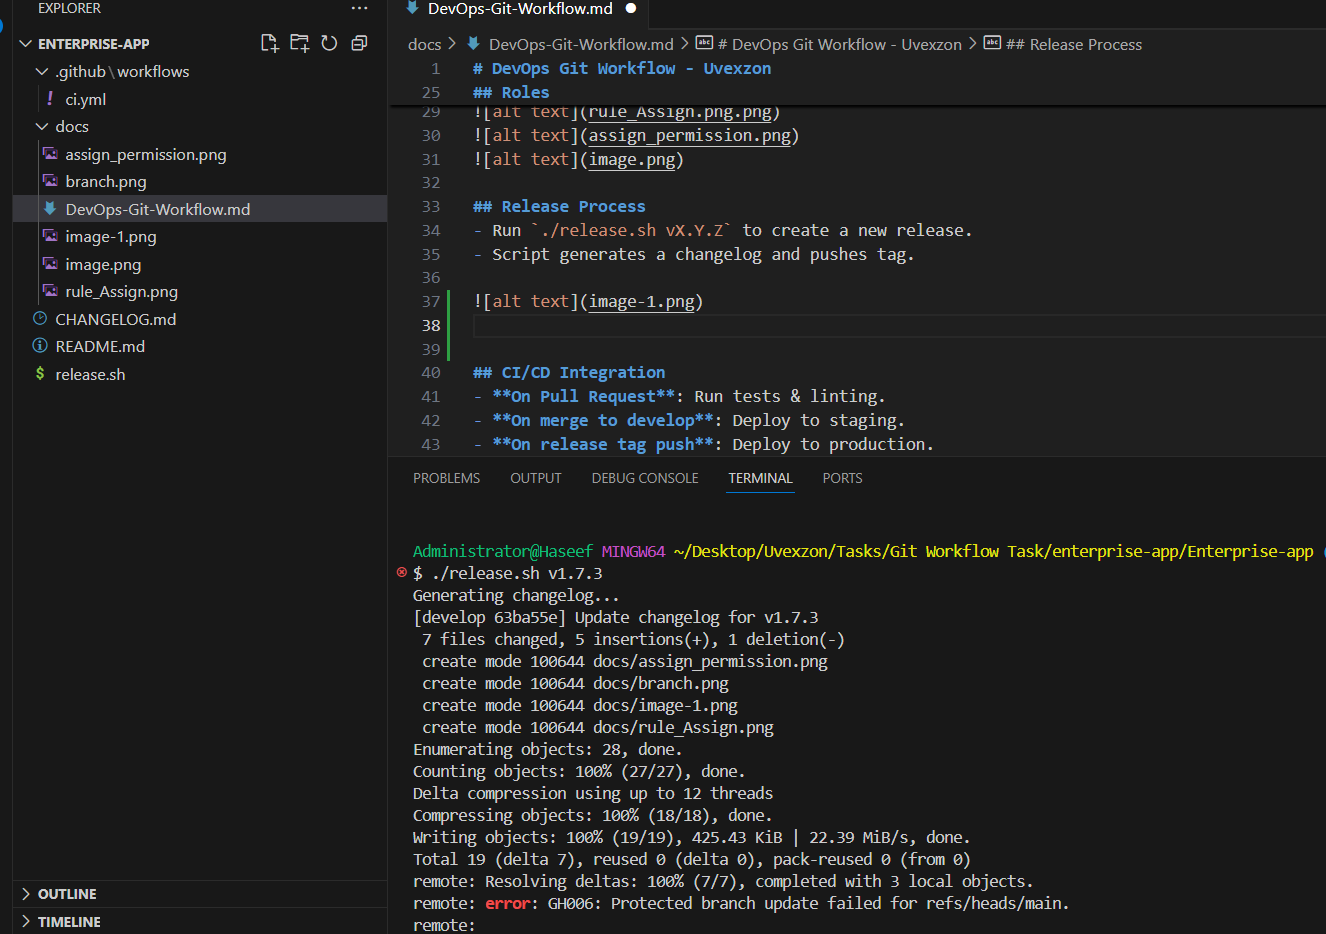 EXPLORER
ENTERPRISE-APP
.github\workflows
ci.yml
docs
assign_permission.png
branch.png
DevOps-Git-Workflow.md
image-1.png
image.png
rule_Assign.png
CHANGELOG.md
README.md
release.sh
OUTLINE
TIMELINE
DevOps-Git-Workflow.md
docs > DevOps-Git-Workflow.md > # DevOps Git Workflow - Uvexzon > ## Release Process
1 # DevOps Git Workflow - Uvexzon
25 ## Roles
29 ![alt text](rule_Assign.png.png)
30 ![alt text](assign_permission.png)
31 ![alt text](image.png)
32
33 ## Release Process
34 - Run `./release.sh vX.Y.Z` to create a new release.
35 - Script generates a changelog and pushes tag.
36
37 ![alt text](image-1.png)
38
39
40 ## CI/CD Integration
41 - **On Pull Request**: Run tests & linting.
42 - **On merge to develop**: Deploy to staging.
43 - **On release tag push**: Deploy to production.
PROBLEMS OUTPUT DEBUG CONSOLE TERMINAL PORTS
Administrator@Haseef MINGW64 ~/Desktop/Uvexzon/Tasks/Git Workflow Task/enterprise-app/Enterprise-app
$ ./release.sh v1.7.3
Generating changelog...
[develop 63ba55e] Update changelog for v1.7.3
7 files changed, 5 insertions(+), 1 deletion(-)
create mode 100644 docs/assign_permission.png
create mode 100644 docs/branch.png
create mode 100644 docs/image-1.png
create mode 100644 docs/rule_Assign.png
Enumerating objects: 28, done.
Counting objects: 100% (27/27), done.
Delta compression using up to 12 threads
Compressing objects: 100% (18/18), done.
Writing objects: 100% (19/19), 425.43 KiB | 22.39 MiB/s, done.
Total 19 (delta 7), reused 0 (delta 0), pack-reused 0 (from 0)
remote: Resolving deltas: 100% (7/7), completed with 3 local objects.
remote: error: GH006: Protected branch update failed for refs/heads/main.
remote: